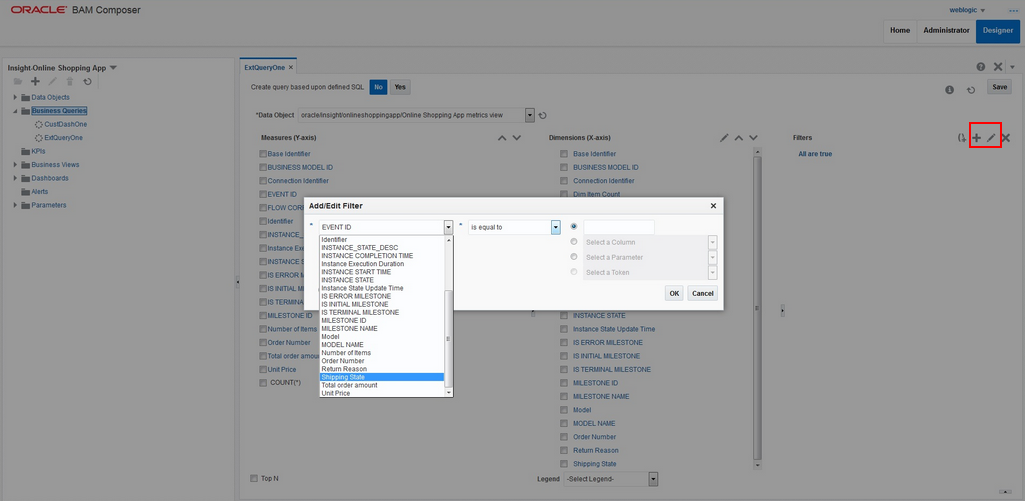 ORACLE® BAM Composer
weblogic
Home
Administrator
Designer
Insight-Online Shopping App
Data Objects
Business Queries
CustDashOne
ExtQueryOne
KPIs
Business Views
Dashboards
Alerts
Parameters
ExtQueryOne
Create query based upon defined SQL No Yes
Save
*Data Object oracle/insight/onlineshoppingapp/Online Shopping App metrics view
Measures (Y-axis)
Base Identifier
BUSINESS MODEL ID
Connection Identifier
EVENT ID
FLOW
Identifier
INSTANCE_
Instance
INSTANCE
INSTANCE S
IS ERROR M
IS INITIAL M
IS TERMINAL
MILESTONE ID
Number of Items
Order Number
Total order amou
Unit Price
COUNT(*)
Top N
Dimensions (X-axis)
Base Identifier
BUSINESS MODEL ID
Connection Identifier
Dim Item Count
INSTANCE STATE
Instance State Update Time
IS ERROR MILESTONE
IS INITIAL MILESTONE
IS TERMINAL MILESTONE
MILESTONE ID
MILESTONE NAME
Model
MODEL NAME
Order Number
Return Reason
Shipping State
Legend -Select Legend-
Filters
All are true
Add/Edit Filter
* EVENT ID
* is equal to
Select a Column
Select a Parameter
Select a Token
OK
Cancel
Identifier
INSTANCE_STATE_DESC
INSTANCE COMPLETION TIME
Instance Execution Duration
INSTANCE START TIME
INSTANCE STATE
Instance State Update Time
IS ERROR MILESTONE
IS INITIAL MILESTONE
IS TERMINAL MILESTONE
MILESTONE ID
MILESTONE NAME
Model
MODEL NAME
Number of Items
Order Number
Return Reason
Shipping State
Total order amount
Unit Price